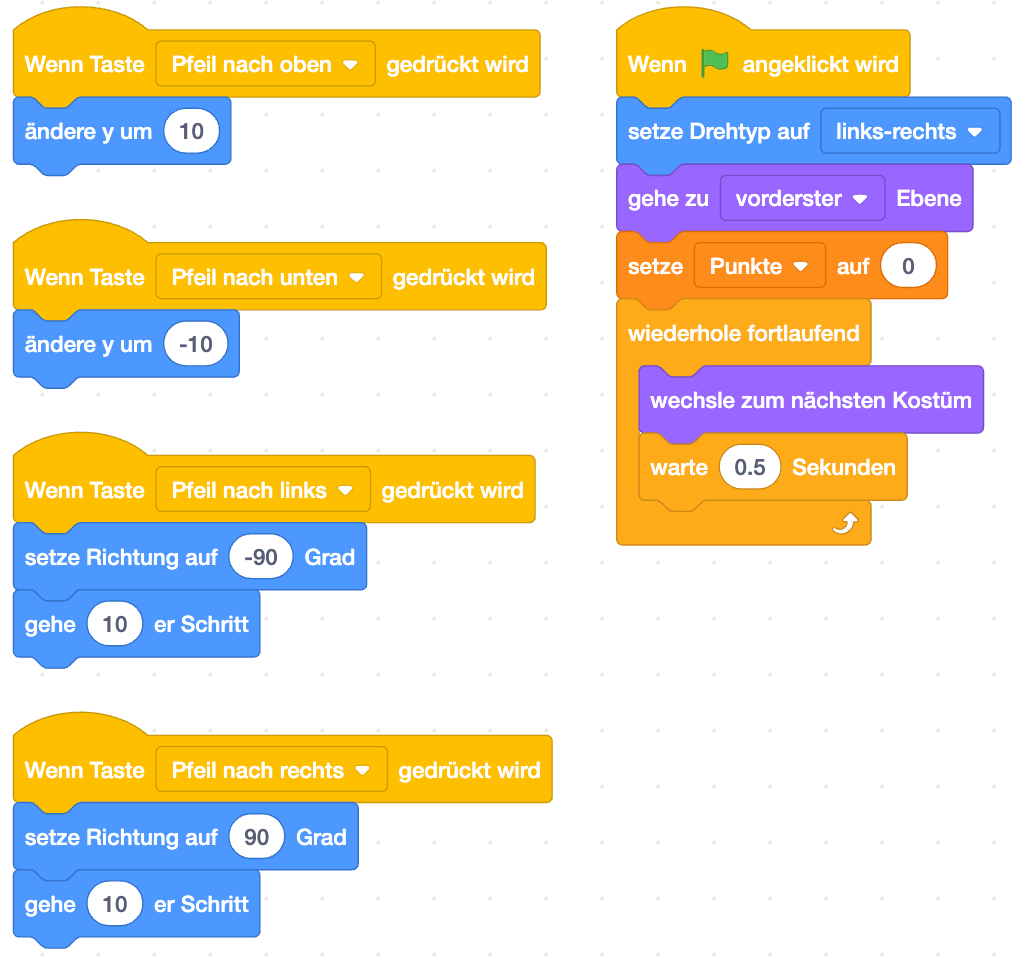 Wenn Taste Pfeil nach oben gedrückt wird
ändere y um 10
Wenn Taste Pfeil nach unten gedrückt wird
ändere y um -10
Wenn Taste Pfeil nach links gedrückt wird
setze Richtung auf -90 Grad
gehe 10 er Schritt
Wenn Taste Pfeil nach rechts gedrückt wird
setze Richtung auf 90 Grad
gehe 10 er Schritt
Wenn angeklickt wird
setze Drehtyp auf links-rechts
gehe zu vorderster Ebene
setze Punkte auf 0
wiederhole fortlaufend
wechsle zum nächsten Kostüm
warte 0.5 Sekunden